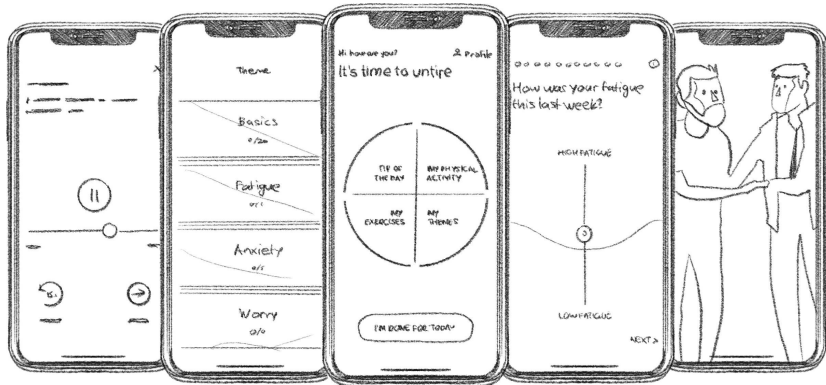 Theme
Basics
0/20
Fatigue
Anxiety
0/5
Worry
Hi how are you?
Profile
It's time to untire
TIP OF
THE DAY
MY PHYSICAL
ACTIVITY
MY
EXERCISES
MY
THEMES
I'M DONE FOR TODAY
How was your fatigue
this last week?
HIGH FATIGUE
LOW FATIGUE
NEXT >